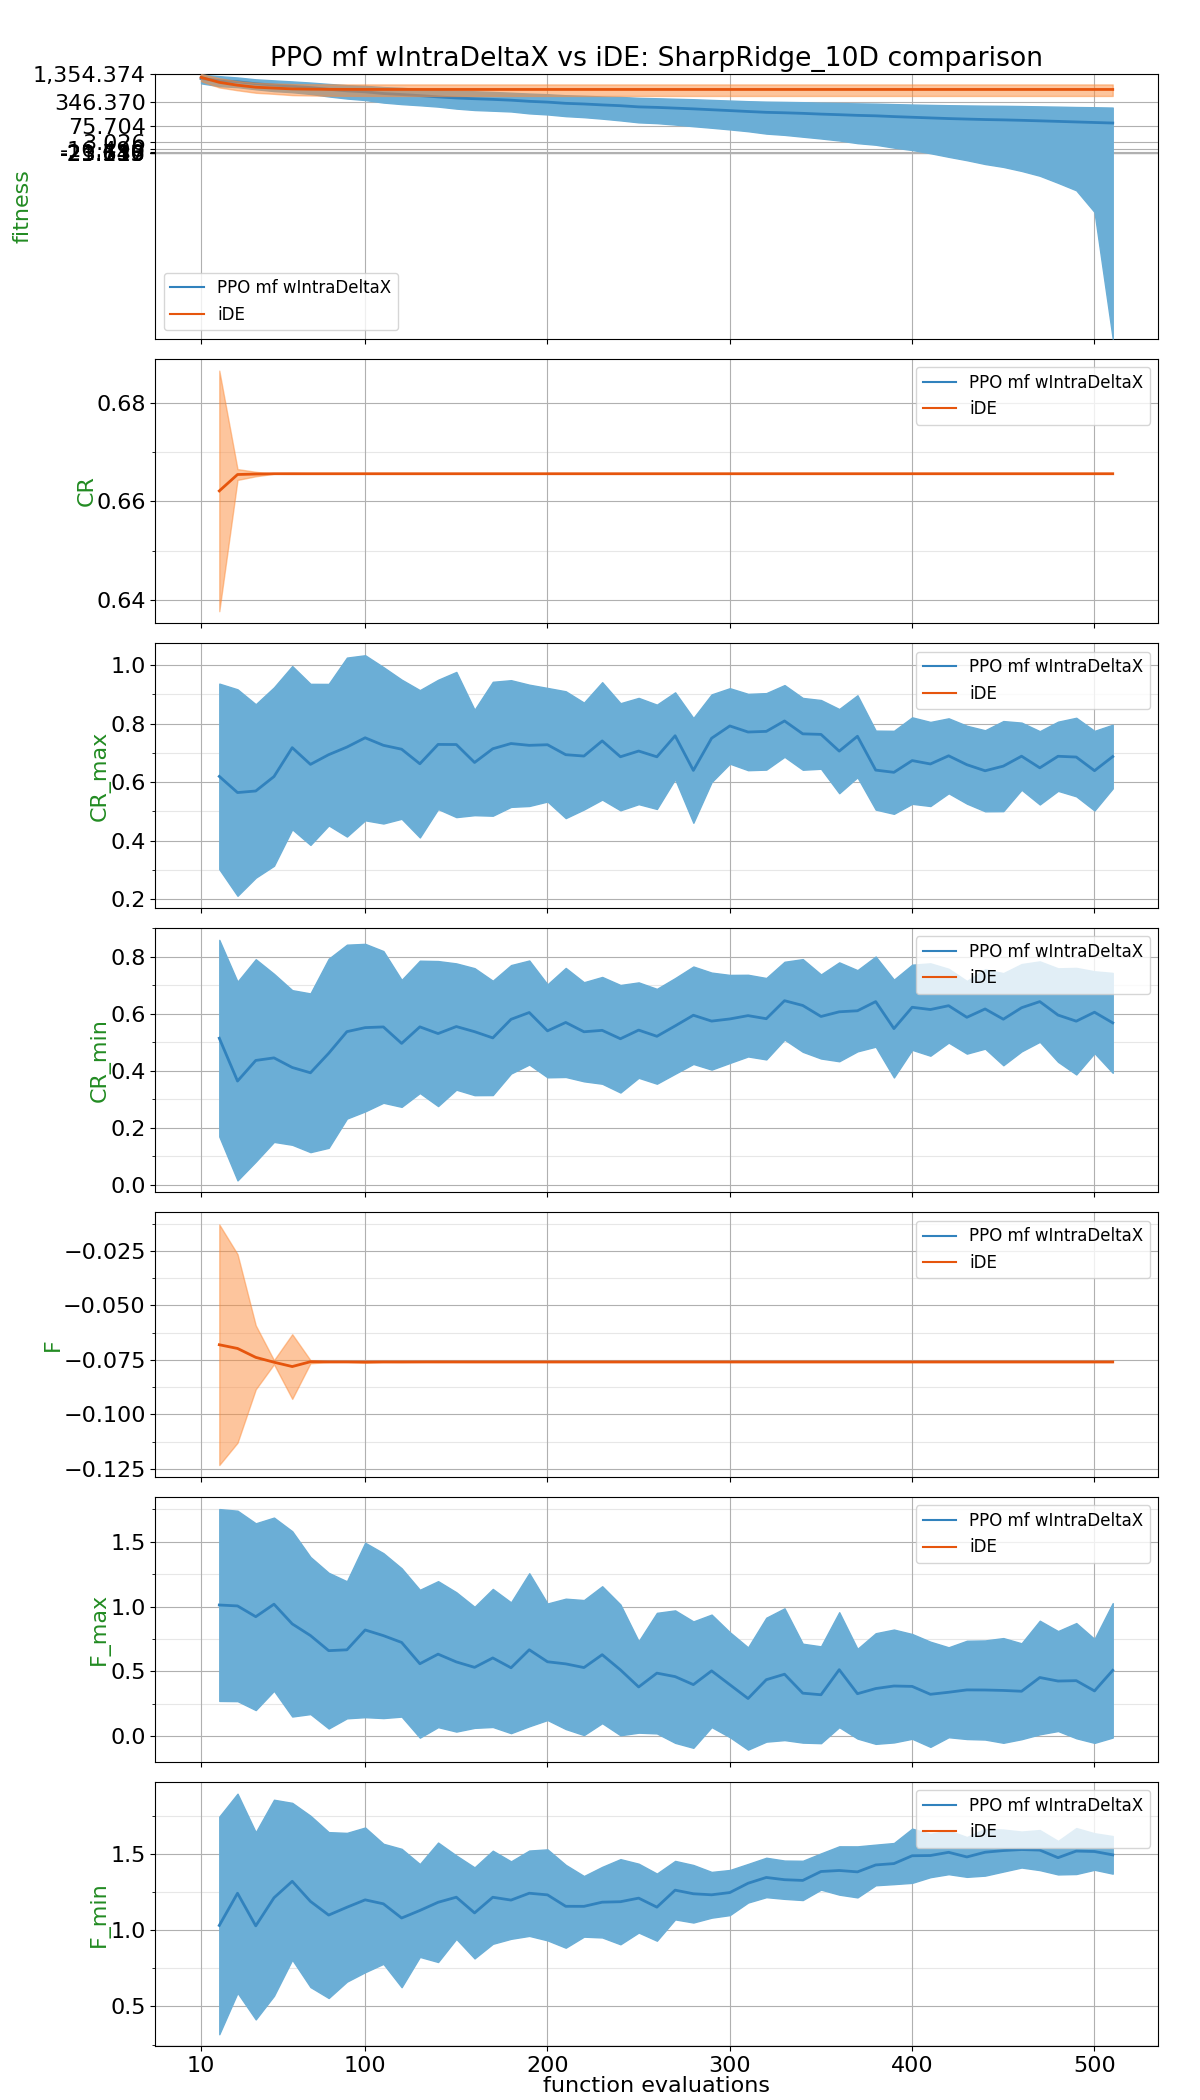 PPO mf wIntraDeltaX vs iDE: SharpRidge_10D comparison
1,354.374
346.370
75.704
fitness
PPO mf wIntraDeltaX
iDE
0.68
0.66
0.64
CR
PPO mf wIntraDeltaX
iDE
1.0
0.8
0.6
0.4
0.2
CR_max
PPO mf wIntraDeltaX
iDE
0.8
0.6
0.4
0.2
0.0
CR_min
PPO mf wIntraDeltaX
iDE
−0.025
−0.050
−0.075
−0.100
−0.125
F
PPO mf wIntraDeltaX
iDE
1.5
1.0
0.5
0.0
F_max
PPO mf wIntraDeltaX
iDE
1.5
1.0
0.5
F_min
PPO mf wIntraDeltaX
iDE
10 100 200 300 400 500
function evaluations